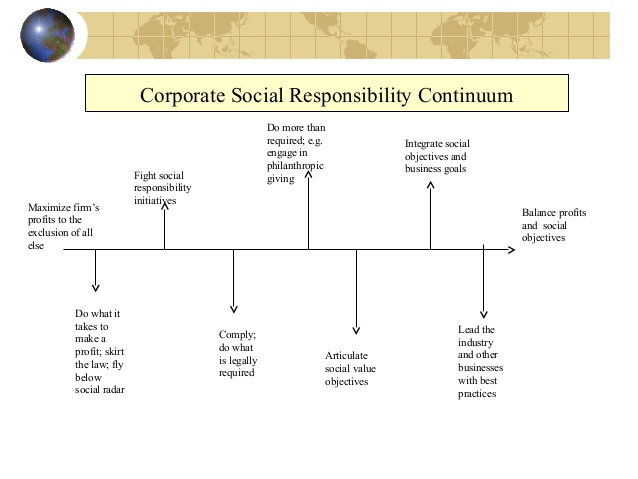 Corporate Social Responsibility Continuum
Maximize firm's
profits to the
exclusion of all
else
Do what it
takes to
make a
profit; skirt
the law; fly
below
social radar
Fight social
responsibility
initiatives
Comply;
do what
is legally
required
Do more than
required; e.g.
engage in
philanthropic
giving
Articulate
social value
objectives
Integrate social
objectives and
business goals
Lead the
industry
and other
businesses
with best
practices
Balance profits
and social
objectives